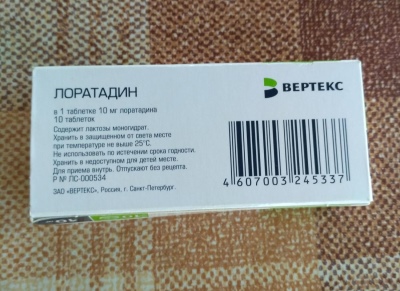 ЛОРАТАДИН
ВЕРТЕКС
в 1 таблетке 10 мг лоратадина
10 таблеток
Содержит лактозы моногидрат.
Хранить в защищенном от света месте
при температуре не выше 25°С.
Не использовать по истечении срока годности.
Хранить в недоступном для детей месте.
Для приема внутрь. Отпускают без рецепта.
Р № ЛС-000534
ЗАО «ВЕРТЕКС», Россия, г. Санкт-Петербург.
4 607003 245337